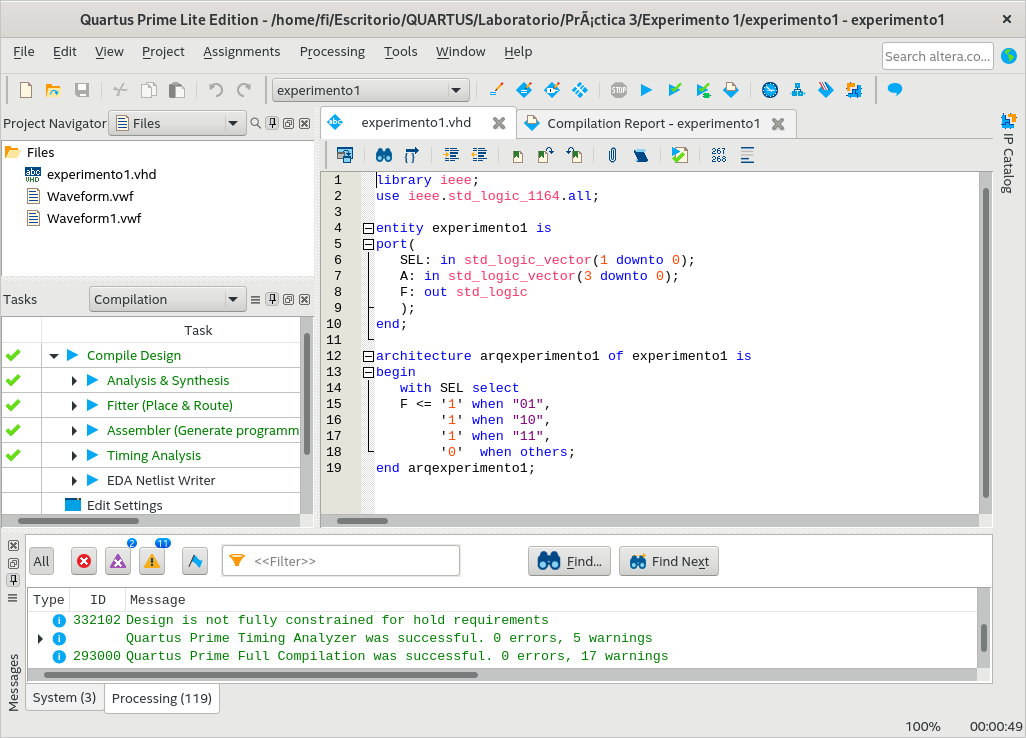 Quartus Prime Lite Edition - /home/fi/Escritorio/QUARTUS/Laboratorio/PrÃ¡ctica 3/Experimento 1/experimento1 - experimento1
File Edit View Project Assignments Processing Tools Window Help
Search altera.co...
experimento1
STOP
Project Navigator Files
Files
abc VHD experimento1.vhd
Waveform.vwf
Waveform1.vwf
Tasks Compilation
Task
Compile Design
Analysis & Synthesis
Fitter (Place & Route)
Assembler (Generate programm
Timing Analysis
EDA Netlist Writer
Edit Settings
abc experimento1.vhd Compilation Report - experimento1
267 268
1 library ieee;
2 use ieee.std_logic_1164.all;
3
4 entity experimento1 is
5 port(
6 SEL: in std_logic_vector(1 downto 0);
7 A: in std_logic_vector(3 downto 0);
8 F: out std_logic
9 );
10 end;
11
12 architecture arqexperimento1 of experimento1 is
13 begin
14 with SEL select
15 F <= '1' when "01",
16 '1' when "10",
17 '1' when "11",
18 '0'  when others;
19 end arqexperimento1;
IP Catalog
All 2 11 <<Filter>> Find... Find Next
Type ID Message
332102 Design is not fully constrained for hold requirements
Quartus Prime Timing Analyzer was successful. 0 errors, 5 warnings
293000 Quartus Prime Full Compilation was successful. 0 errors, 17 warnings
Messages
System (3) Processing (119)
100% 00:00:49